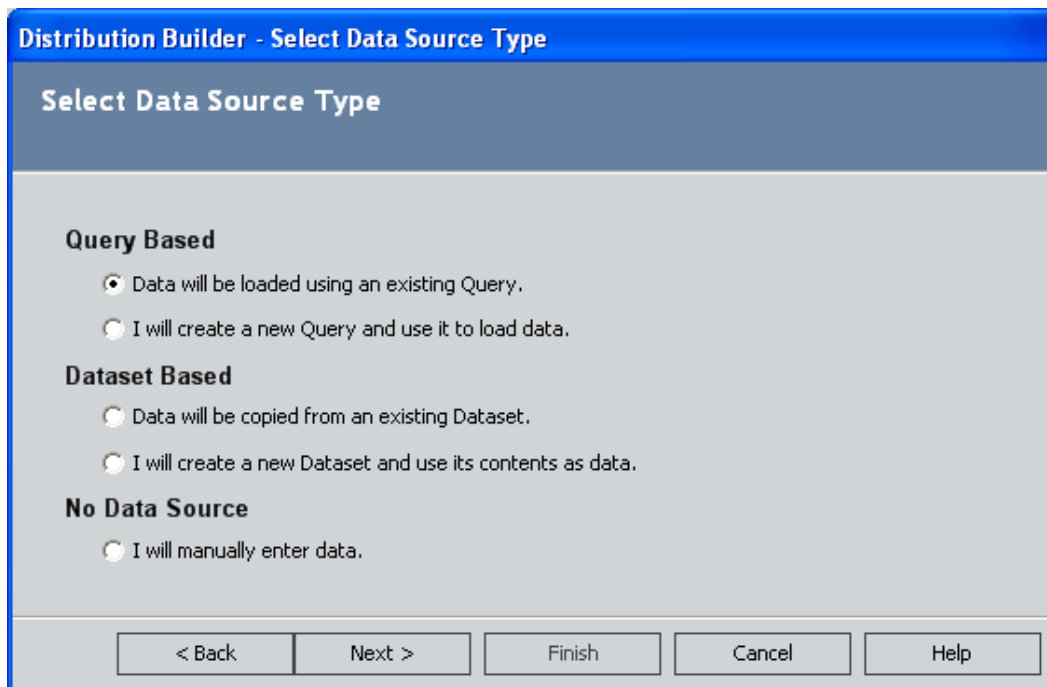 Distribution Builder - Select Data Source Type
Select Data Source Type
Query Based
Data will be loaded using an existing Query.
I will create a new Query and use it to load data.
Dataset Based
Data will be copied from an existing Dataset.
I will create a new Dataset and use its contents as data.
No Data Source
I will manually enter data.
< Back Next > Finish Cancel Help